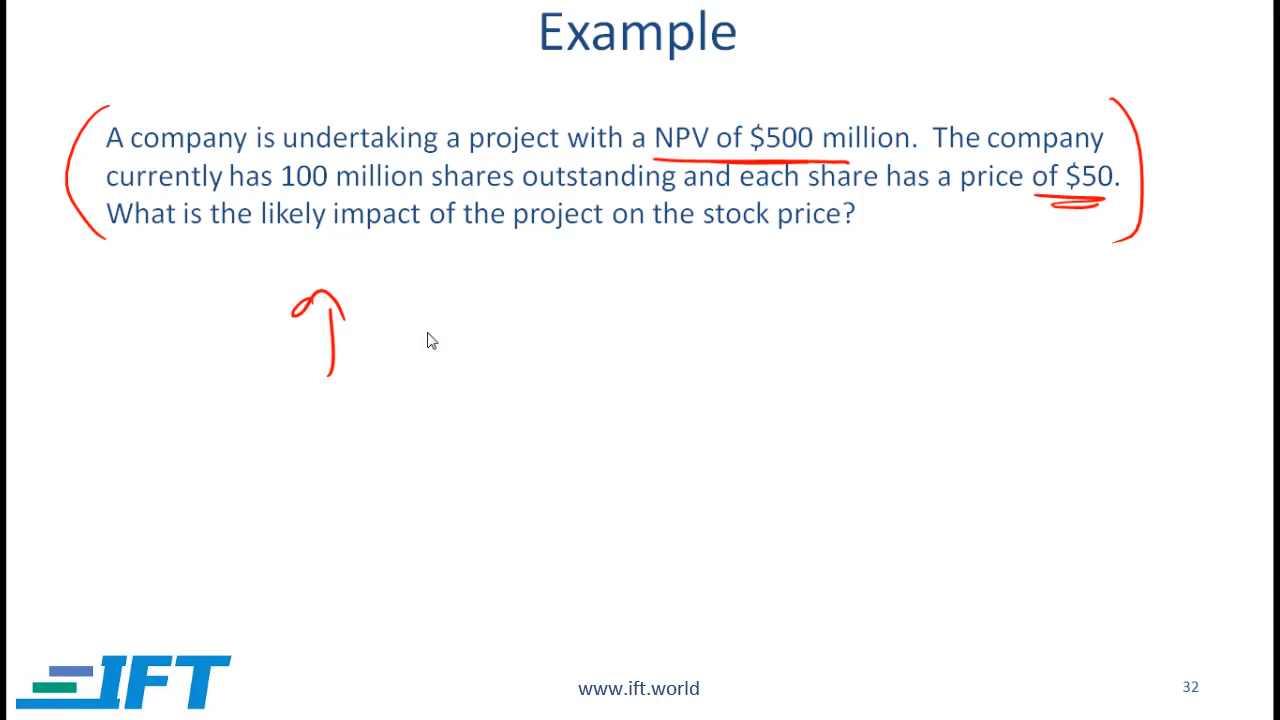 Example
A company is undertaking a project with a NPV of $500 million. The company
currently has 100 million shares outstanding and each share has a price of $50.
What is the likely impact of the project on the stock price?
IFT
www.ift.world
32